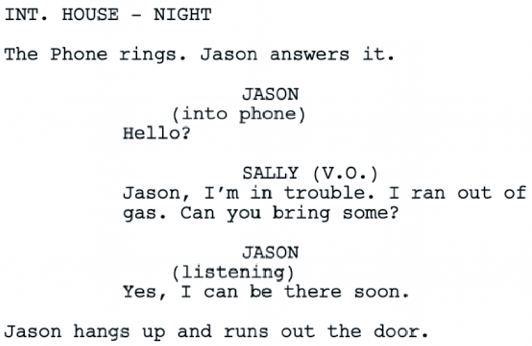 INT. HOUSE - NIGHT
The Phone rings. Jason answers it.
JASON
(into phone)
Hello?
SALLY (V.O.)
Jason, I'm in trouble. I ran out of
gas. Can you bring some?
JASON
(listening)
Yes, I can be there soon.
Jason hangs up and runs out the door.